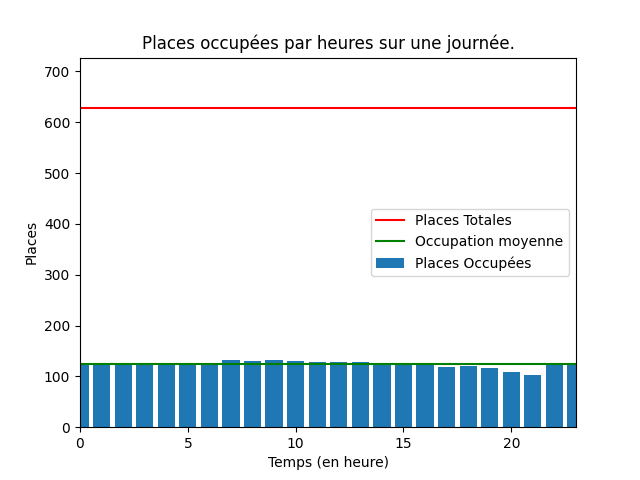 Places occupées par heures sur une journée.
700
600
500
400
300
200
100
0
Places
Places Totales
Occupation moyenne
Places Occupées
0 5 10 15 20
Temps (en heure)